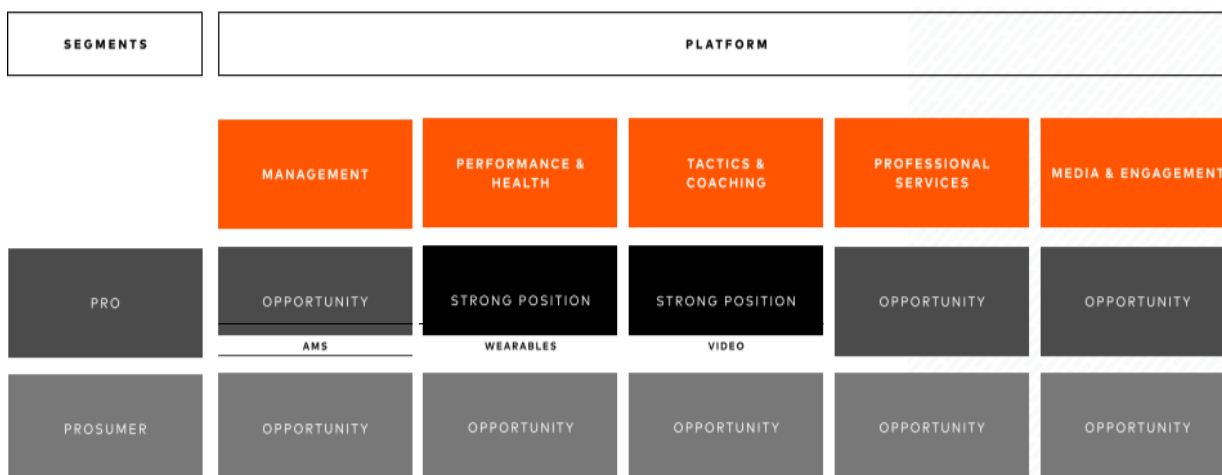 SEGMENTS
PLATFORM
MANAGEMENT
PERFORMANCE &
HEALTH
TACTICS &
COACHING
PROFESSIONAL
SERVICES
MEDIA & ENGAGEMENT
PRO
OPPORTUNITY
STRONG POSITION
STRONG POSITION
OPPORTUNITY
OPPORTUNITY
AMS
WEARABLES
VIDEO
PROSUMER
OPPORTUNITY
OPPORTUNITY
OPPORTUNITY
OPPORTUNITY
OPPORTUNITY